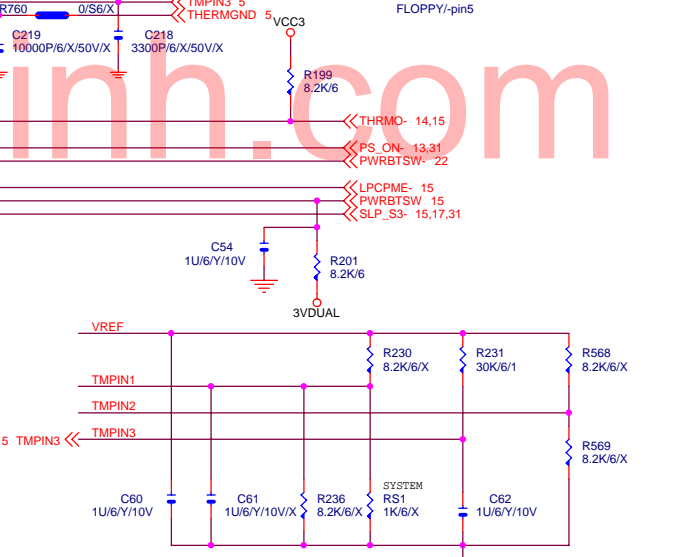 R760
0/S6/X
TMPIN3 5
THERMGND 5
VCC3
FLOPPY/-pin5
C219
10000P/6/X/50V/X
C218
3300P/6/X/50V/X
R199
8.2K/6
inh.com
THRMO- 14,15
PS_ON- 13,31
PWRBTSW- 22
LPCPME- 15
PWRBTSW 15
SLP_S3- 15,17,31
C54
1U/6/Y/10V
R201
8.2K/6
3VDUAL
VREF
R230
8.2K/6/X
R231
30K/6/1
R568
8.2K/6/X
TMPIN1
TMPIN2
5 TMPIN3
TMPIN3
R569
8.2K/6/X
C60
1U/6/Y/10V
C61
1U/6/Y/10V/X
R236
8.2K/6/X
SYSTEM
RS1
1K/6/X
C62
1U/6/Y/10V